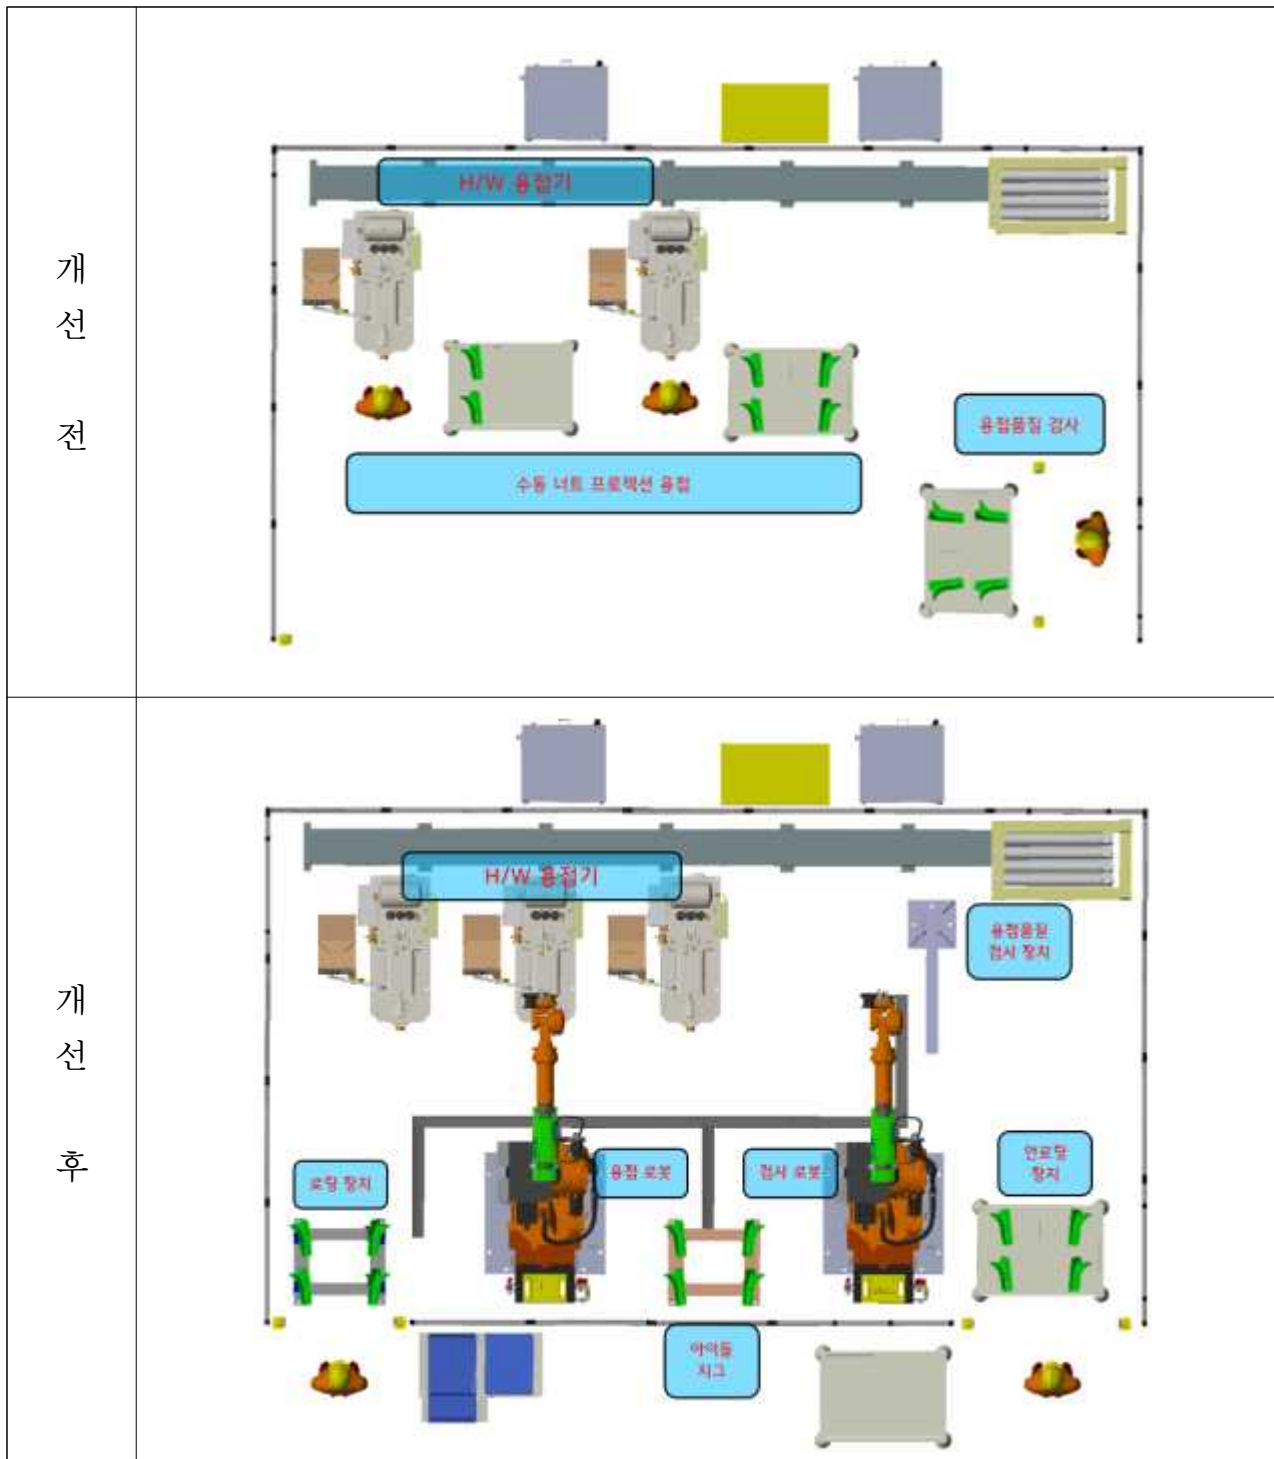 개
선
전
H/W 용접기
수동 너트 프로젝션 용접
용접품질 검사
개
선
후
H/W 용접기
용접품질
검사 장치
로딩 장치
용접 로봇
검사 로봇
언로딩
장치
아이들
지그